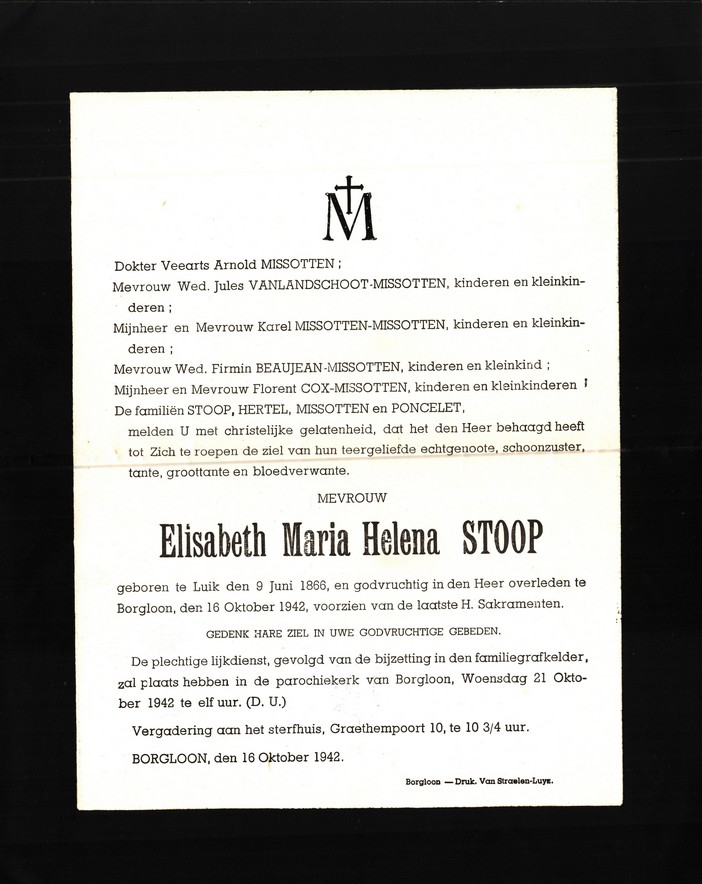 M
Dokter Veearts Arnold MISSOTTEN ;
Mevrouw Wed. Jules VANLANDSCHOOT-MISSOTTEN, kinderen en kleinkin-
deren ;
Mijnheer en Mevrouw Karel MISSOTTEN-MISSOTTEN, kinderen en kleinkin-
deren ;
Mevrouw Wed. Firmin BEAUJEAN-MISSOTTEN, kinderen en kleinkind ;
Mijnheer en Mevrouw Florent COX-MISSOTTEN, kinderen en kleinkinderen ;
De familiën STOOP, HERTEL, MISSOTTEN en PONCELET,
melden U met christelijke gelatenheid, dat het den Heer behaagd heeft
tot Zich te roepen de ziel van hun teergeliefde echtgenoote, schoonzuster,
tante, groottante en bloedverwante.
MEVROUW
Elisabeth Maria Helena STOOP
geboren te Luik den 9 Juni 1866, en godvruchtig in den Heer overleden te
Borgloon, den 16 Oktober 1942, voorzien van de laatste H. Sakramenten.
GEDENK HARE ZIEL IN UWE GODVRUCHTIGE GEBEDEN.
De plechtige lijkdienst, gevolgd van de bijzetting in den familiegrafkelder,
zal plaats hebben in de parochiekerk van Borgloon, Woensdag 21 Okto-
ber 1942 te elf uur. (D. U.)
Vergadering aan het sterfhuis, Graethempoort 10, te 10 3/4 uur.
BORGLOON, den 16 Oktober 1942.
Borgloon — Druk. Van Straelen-Luyx.